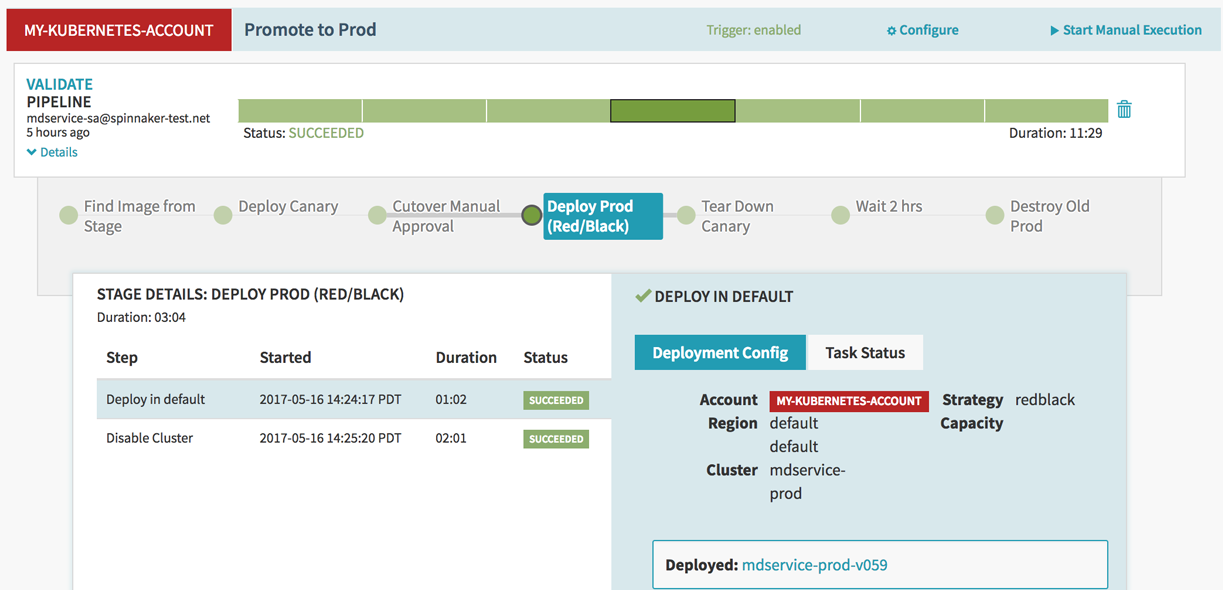 MY-KUBERNETES-ACCOUNT Promote to Prod Trigger: enabled Configure Start Manual Execution
VALIDATE
PIPELINE
mdservice-sa@spinnaker-test.net
5 hours ago
Details
Status: SUCCEEDED Duration: 11:29
Find Image from
Stage
Deploy Canary
Cutover Manual
Approval
Deploy Prod
(Red/Black)
Tear Down
Canary
Wait 2 hrs
Destroy Old
Prod
STAGE DETAILS: DEPLOY PROD (RED/BLACK)
Duration: 03:04
Step Started Duration Status
Deploy in default 2017-05-16 14:24:17 PDT 01:02 SUCCEEDED
Disable Cluster 2017-05-16 14:25:20 PDT 02:01 SUCCEEDED
DEPLOY IN DEFAULT
Deployment Config Task Status
Account MY-KUBERNETES-ACCOUNT Strategy redblack
Region default Capacity
default
Cluster mdservice-
prod
Deployed: mdservice-prod-v059